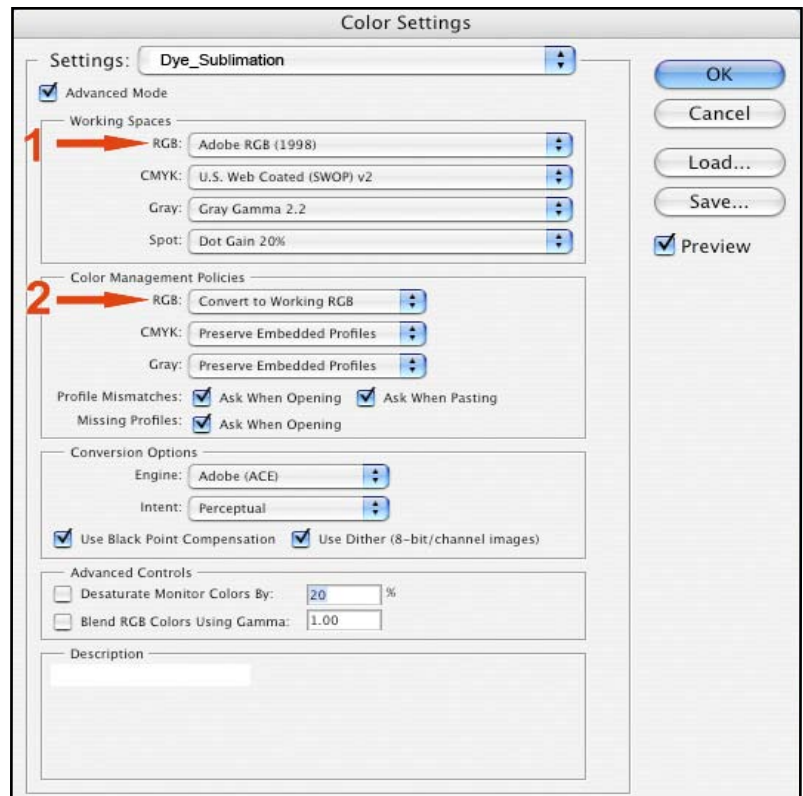 Color Settings
Settings: Dye_Sublimation
OK
Advanced Mode
Cancel
Working Spaces
1 RGB: Adobe RGB (1998)
Load...
CMYK: U.S. Web Coated (SWOP) v2
Save...
Gray: Gray Gamma 2.2
Spot: Dot Gain 20%
Preview
Color Management Policies
2 RGB: Convert to Working RGB
CMYK: Preserve Embedded Profiles
Gray: Preserve Embedded Profiles
Profile Mismatches: Ask When Opening Ask When Pasting
Missing Profiles: Ask When Opening
Conversion Options
Engine: Adobe (ACE)
Intent: Perceptual
Use Black Point Compensation Use Dither (8-bit/channel images)
Advanced Controls
Desaturate Monitor Colors By: 20 %
Blend RGB Colors Using Gamma: 1.00
Description